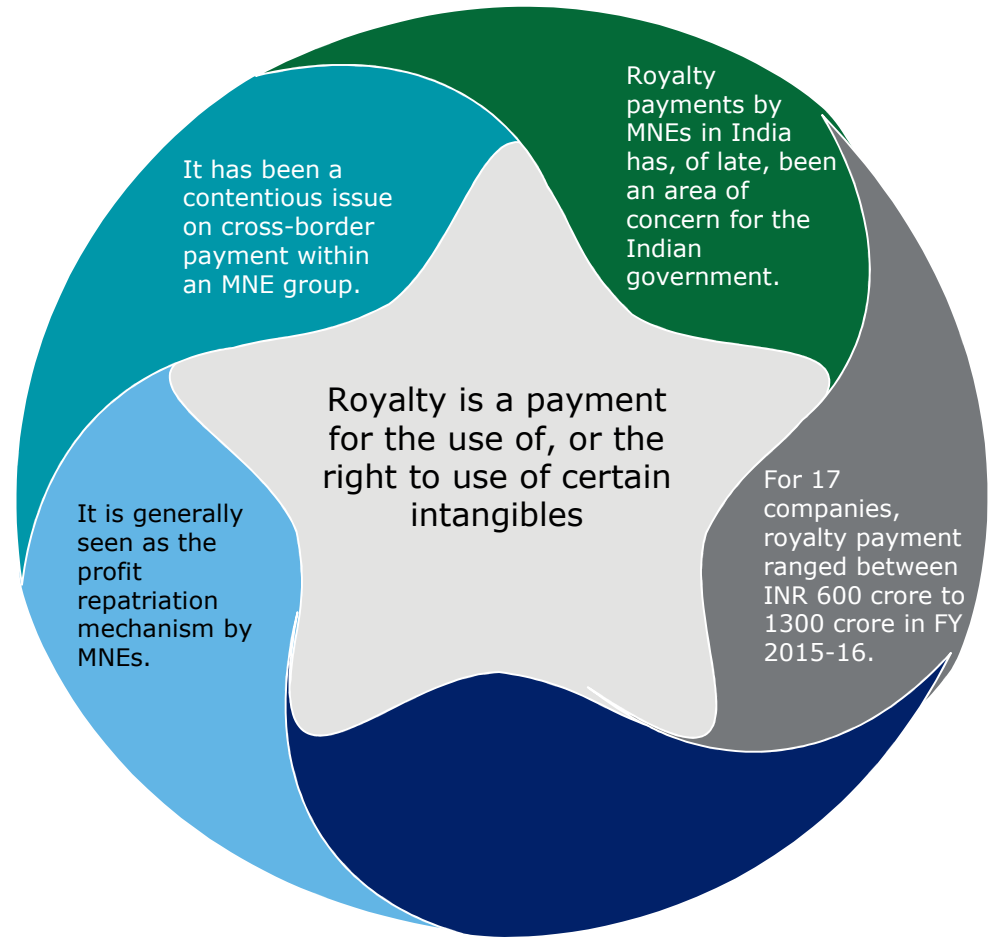 Royalty
payments by
MNEs in India
has, of late, been
an area of
concern for the
Indian
government.
It has been a
contentious issue
on cross-border
payment within
an MNE group.
Royalty is a payment
for the use of, or the
right to use of certain
intangibles
For 17
companies,
royalty payment
ranged between
INR 600 crore to
1300 crore in FY
2015-16.
It is generally
seen as the
profit
repatriation
mechanism by
MNEs.